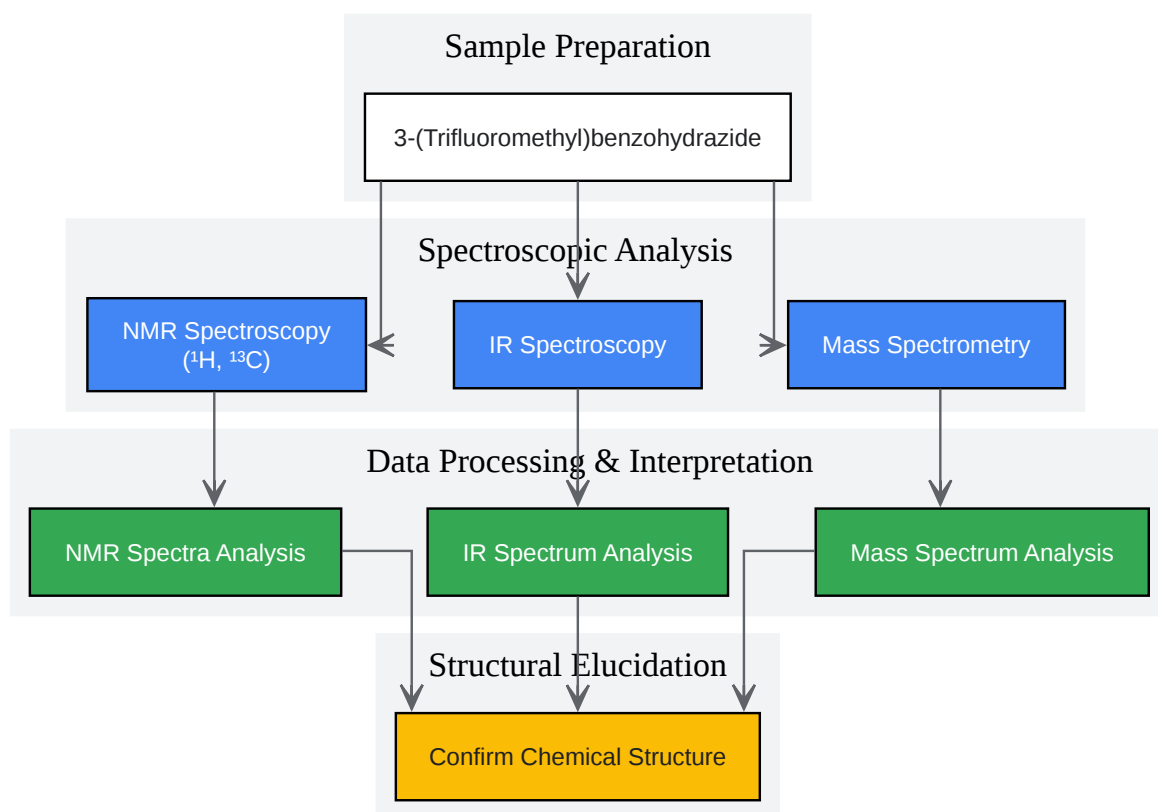 Sample Preparation
3-(Trifluoromethyl)benzohydrazide
Spectroscopic Analysis
NMR Spectroscopy
(¹H, ¹³C)
IR Spectroscopy
Mass Spectrometry
Data Processing & Interpretation
NMR Spectra Analysis
IR Spectrum Analysis
Mass Spectrum Analysis
Structural Elucidation
Confirm Chemical Structure